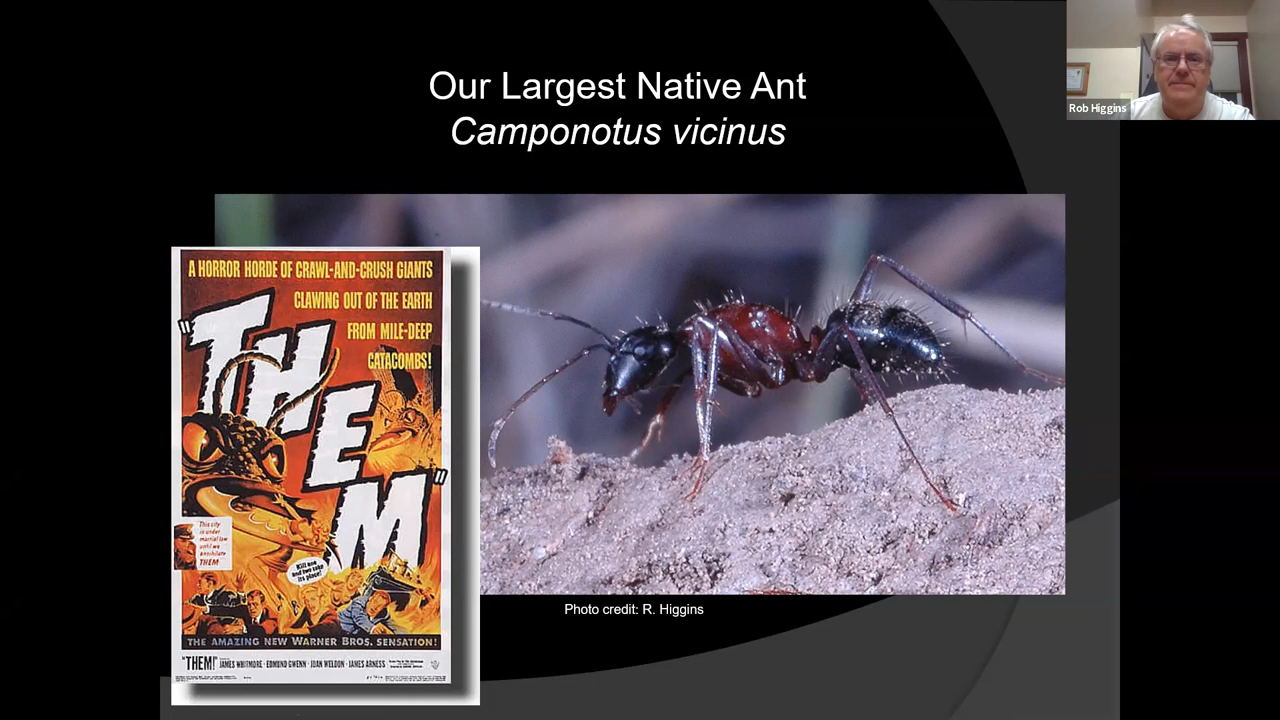 Our Largest Native Ant
Camponotus vicinus
Rob Higgins
A HORROR HORDE OF CRAWL-AND-CRUSH GIANTS
CLAWING OUT OF THE EARTH
FROM MILE-DEEP
CATACOMBS!
"THEM"
This city
is under
martial law
until we
annihilate
THEM
Kill one
and two take
its place!
THE AMAZING NEW WARNER BROS. SENSATION!
"THEM!" JAMES WHITMORE · EDMUND GWENN · JOAN WELDON · JAMES ARNESS
Photo credit: R. Higgins